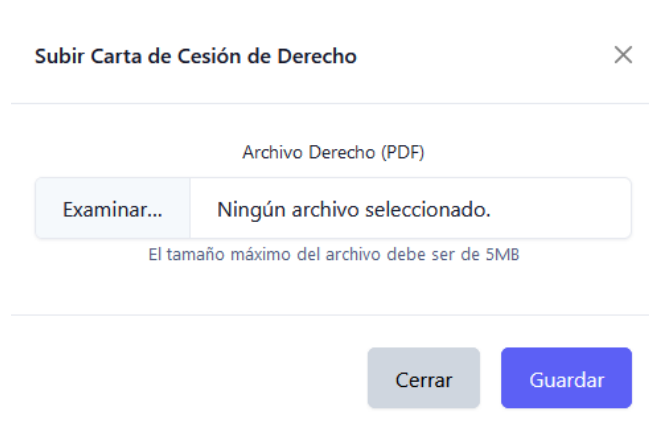 Subir Carta de Cesión de Derecho
Archivo Derecho (PDF)
Examinar... Ningún archivo seleccionado.
El tamaño máximo del archivo debe ser de 5MB
Cerrar Guardar